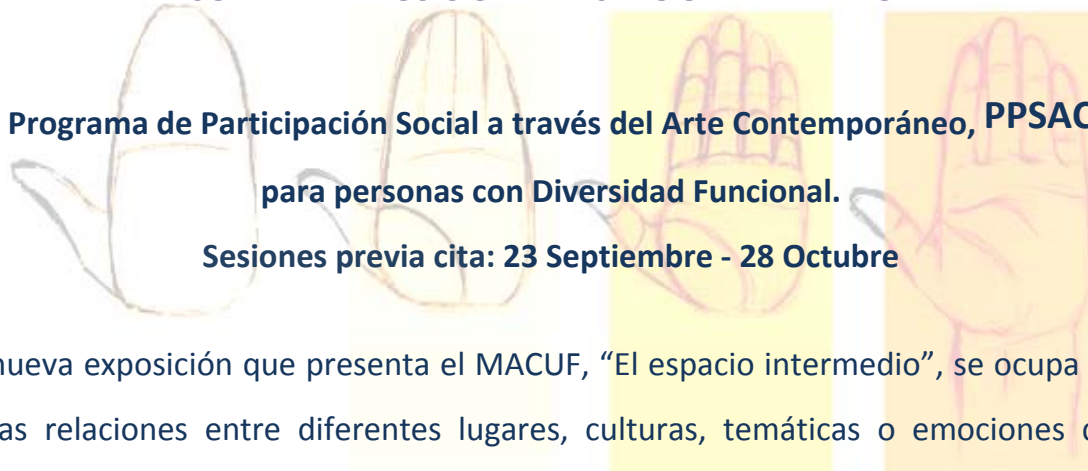 Programa de Participación Social a través del Arte Contemporáneo, PPSAC
para personas con Diversidad Funcional.
Sesiones previa cita: 23 Septiembre - 28 Octubre
nueva exposición que presenta el MACUF, “El espacio intermedio”, se ocupa
as relaciones entre diferentes lugares, culturas, temáticas o emociones